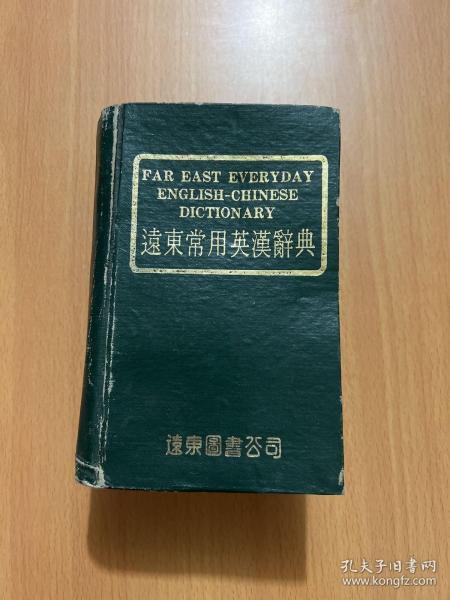 FAR EAST EVERYDAY
ENGLISH-CHINESE
DICTIONARY
遠東常用英漢辭典
遠東圖書公司
孔夫子旧书网
www.kongfz.com